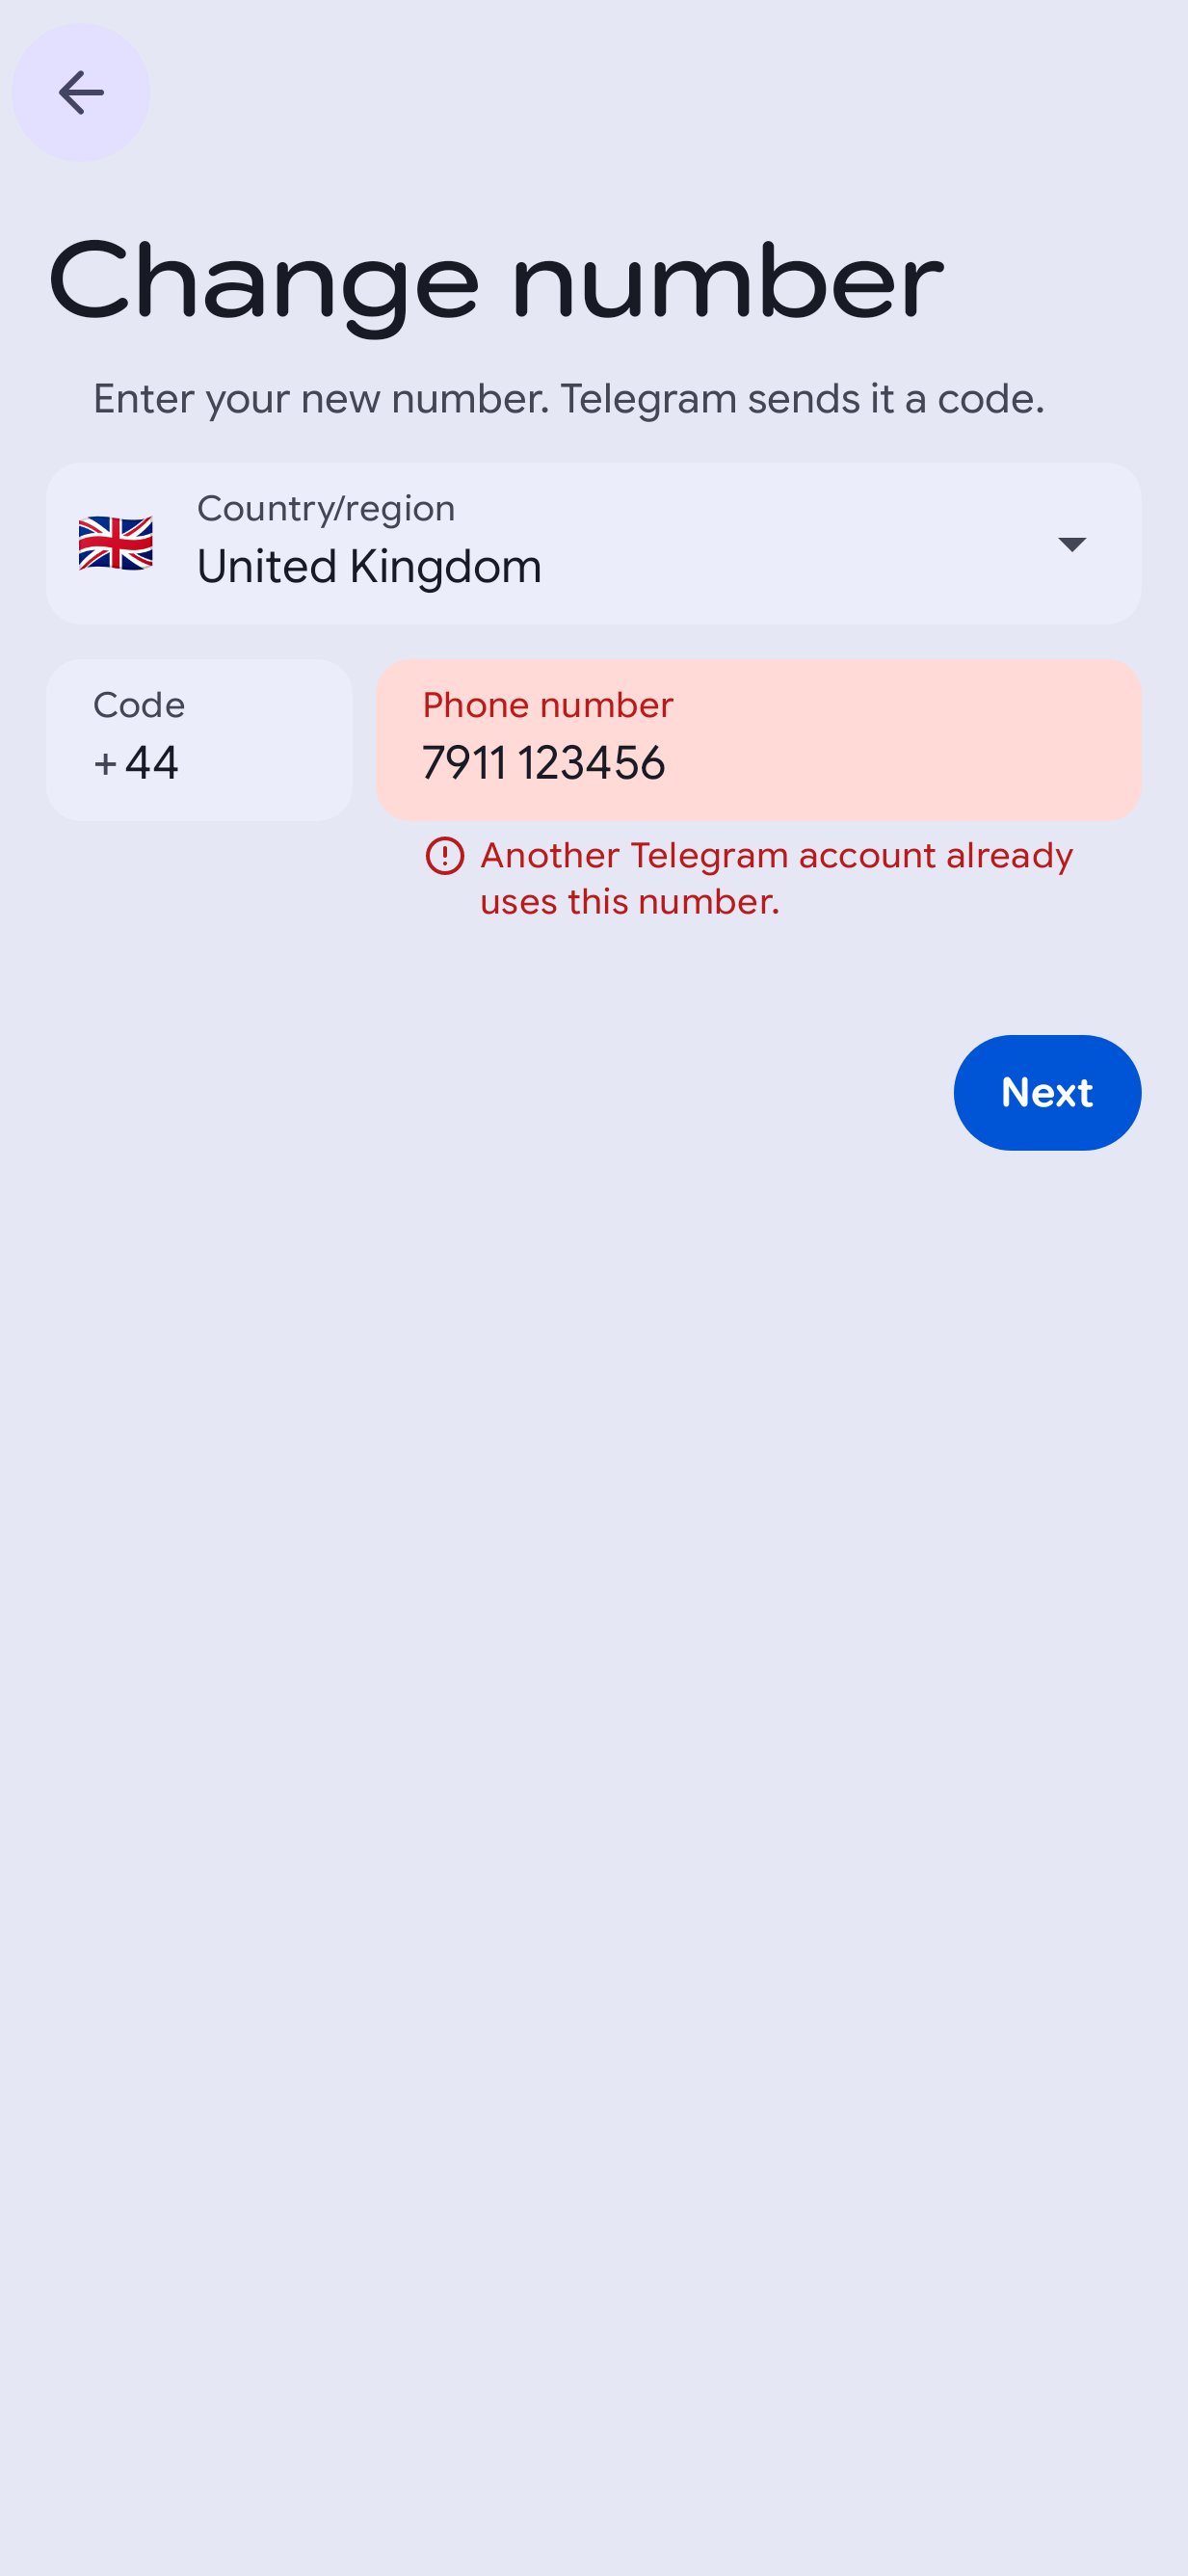 Change number
Enter your new number. Telegram sends it a code.
Country/region
United Kingdom
Code
+44
Phone number
7911 123456
Another Telegram account already
uses this number.
Next